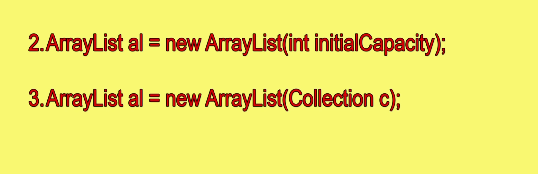 2.ArrayList al = new ArrayList(int initialCapacity);
3.ArrayList al = new ArrayList(Collection c);